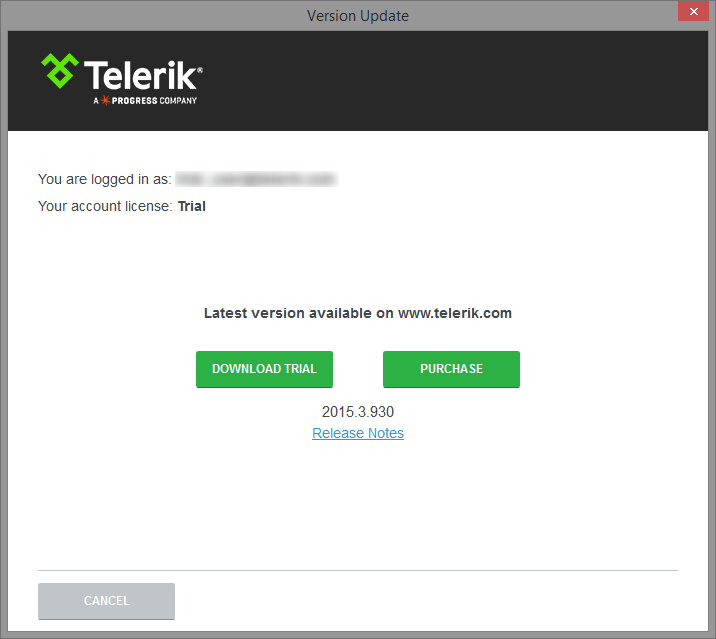 Version Update
Telerik®
A PROGRESS COMPANY
You are logged in as:
Your account license: Trial
Latest version available on www.telerik.com
DOWNLOAD TRIAL PURCHASE
2015.3.930
Release Notes
CANCEL